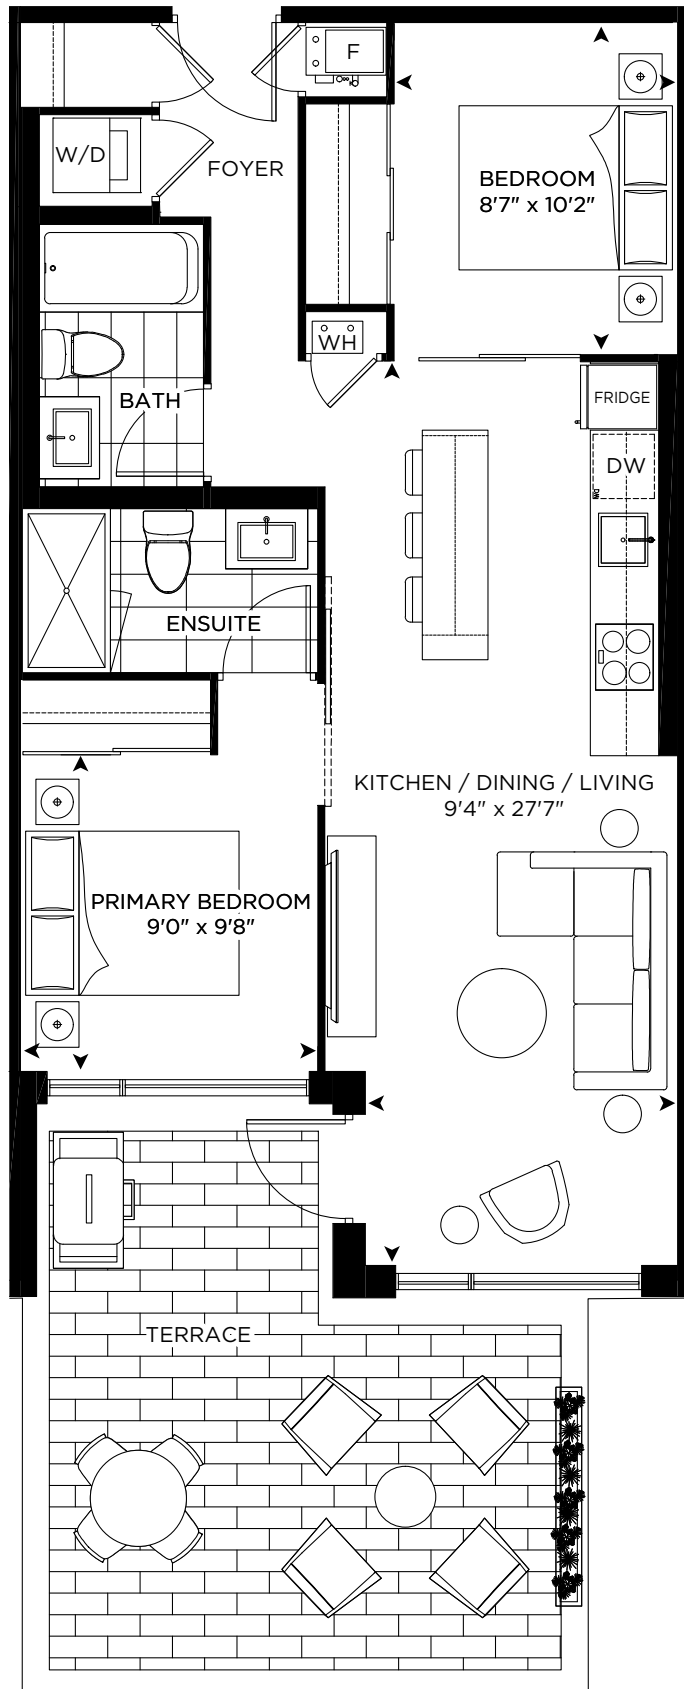 F
W/D
FOYER
BEDROOM
8'7" x 10'2"
WH
BATH
FRIDGE
DW
DW
ENSUITE
KITCHEN / DINING / LIVING
9'4" x 27'7"
PRIMARY BEDROOM
9'0" x 9'8"
TERRACE